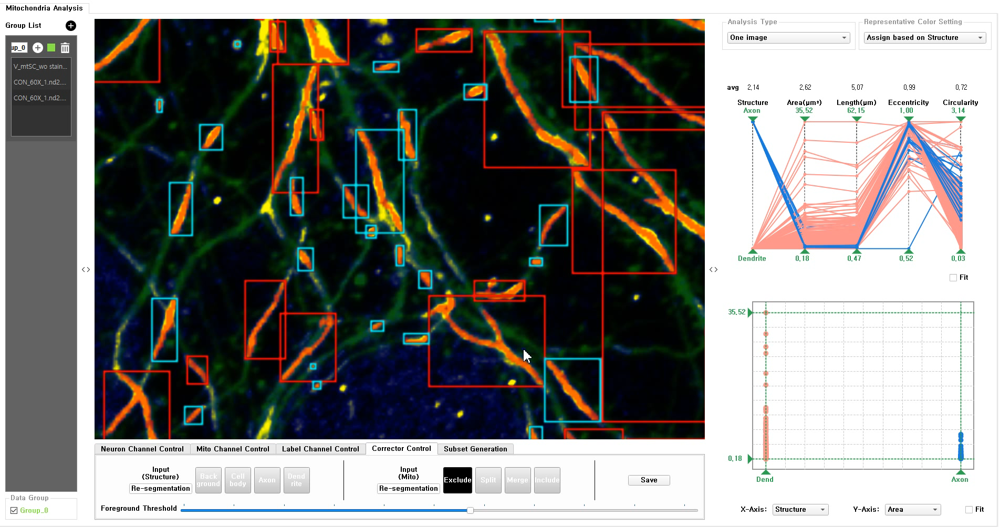 Mitochondria Analysis
Group List
up_0
V_mtSC_wo stain...
CON_60X_1.nd2....
CON_60X_1.nd2....
Data Group
Group_0
Neuron Channel Control
Mito Channel Control
Label Channel Control
Corrector Control
Subset Generation
Input
(Structure)
Re-segmentation
Back
ground
Cell
body
Axon
Dend
rite
Input
(Mito)
Re-segmentation
Exclude
Split
Merge
Include
Save
Foreground Threshold
Analysis Type
One image
Representative Color Setting
Assign based on Structure
avg 2,14 2,62 5,07 0,99 0,72
Structure Area(μm²) Length(μm) Eccentricity Circularity
Axon 35,52 62,15 1,00 3,14
Dendrite 0,18 0,47 0,52 0,03
Fit
35,52
0,18
Dend Axon
X-Axis: Structure Y-Axis: Area Fit